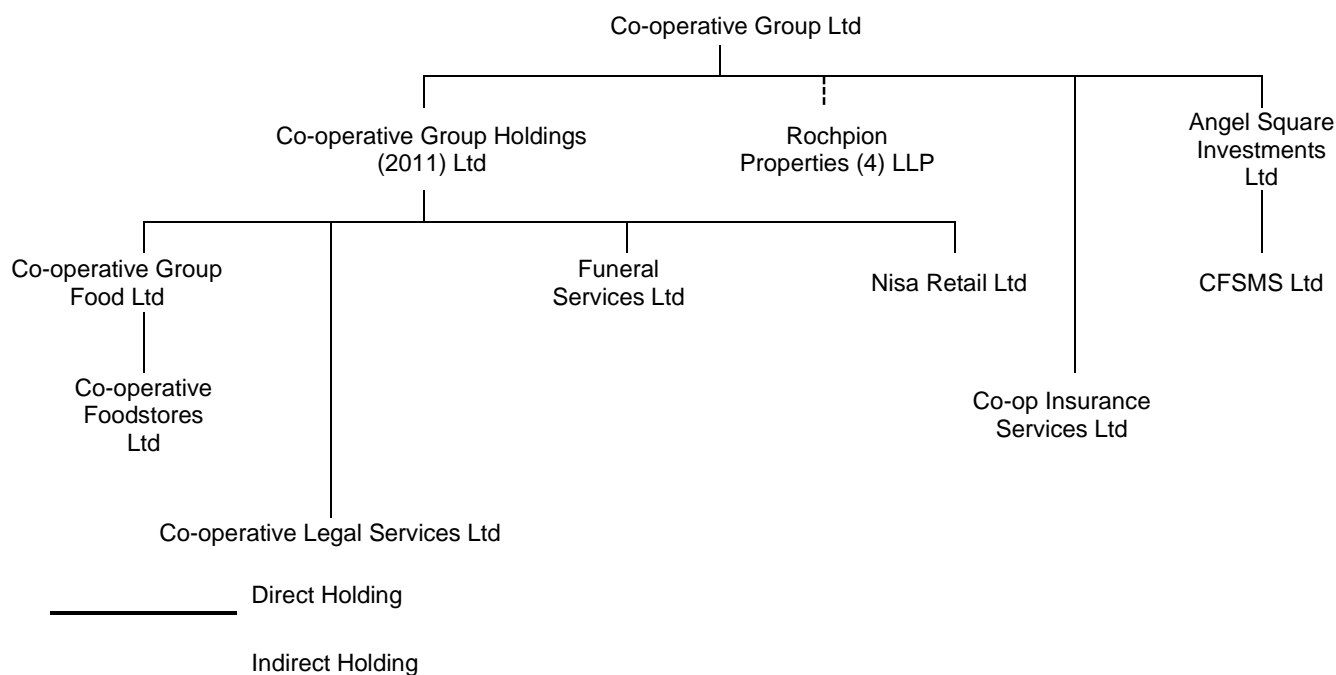 Co-operative Group Ltd
Co-operative Group Holdings
(2011) Ltd
Rochpion
Properties (4) LLP
Angel Square
Investments
Ltd
Co-operative Group
Food Ltd
Funeral
Services Ltd
Nisa Retail Ltd
CFSMS Ltd
Co-operative
Foodstores
Ltd
Co-op Insurance
Services Ltd
Co-operative Legal Services Ltd
Direct Holding
Indirect Holding